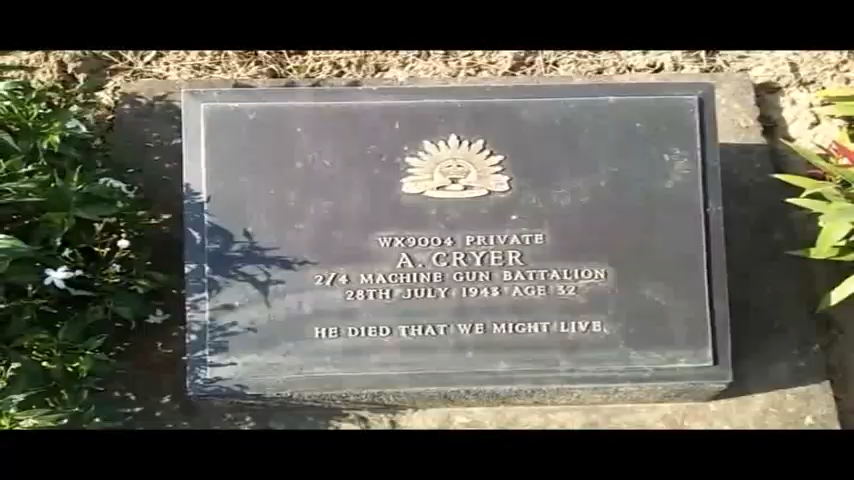 WX9004 PRIVATE
A. CRYER
2/4 MACHINE GUN BATTALION
28TH JULY 1943 AGE 32
HE DIED THAT WE MIGHT LIVE